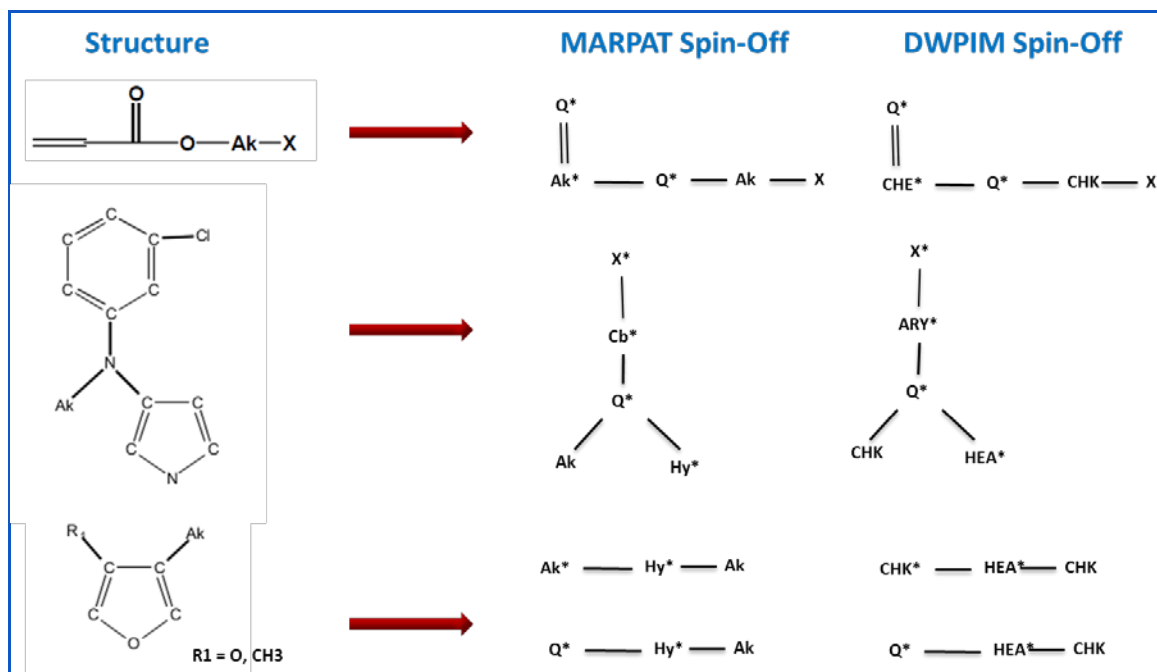 Structure MARPAT Spin-Off DWPIM Spin-Off
O
O Ak X
Q* Q*
Ak* Q* Ak X CHE* Q* CHK X
C
C C Cl
C C
C
N
Ak C C
C C
N
X* X*
Cb* ARY*
Q* Q*
Ak Hy* CHK HEA*
R1 Ak
C C
C C
O
R1 = O, CH3
Ak* Hy* Ak CHK* HEA* CHK
Q* Hy* Ak Q* HEA* CHK